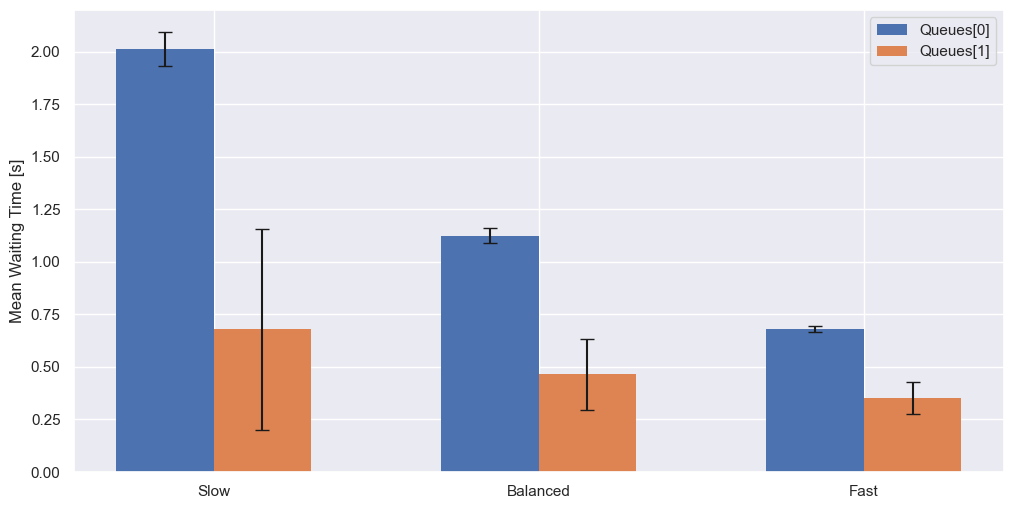 Mean Waiting Time [s]
2.00
1.75
1.50
1.25
1.00
0.75
0.50
0.25
0.00
Queues[0]
Queues[1]
Slow
Balanced
Fast